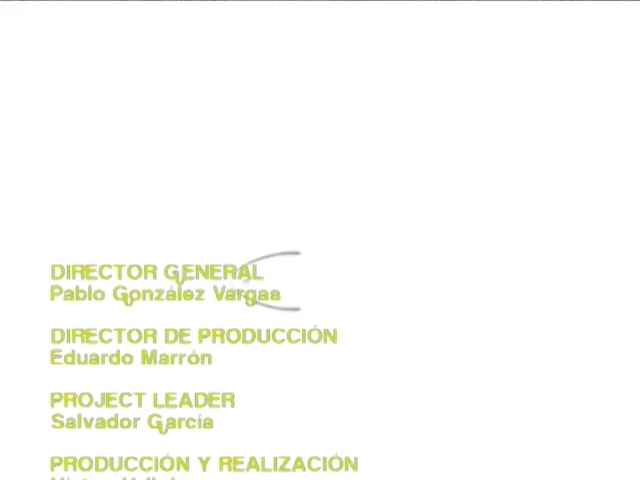 DIRECTOR GENERAL
Pablo González Vargas
DIRECTOR DE PRODUCCIÓN
Eduardo Marrón
PROJECT LEADER
Salvador García
PRODUCCIÓN Y REALIZACIÓN